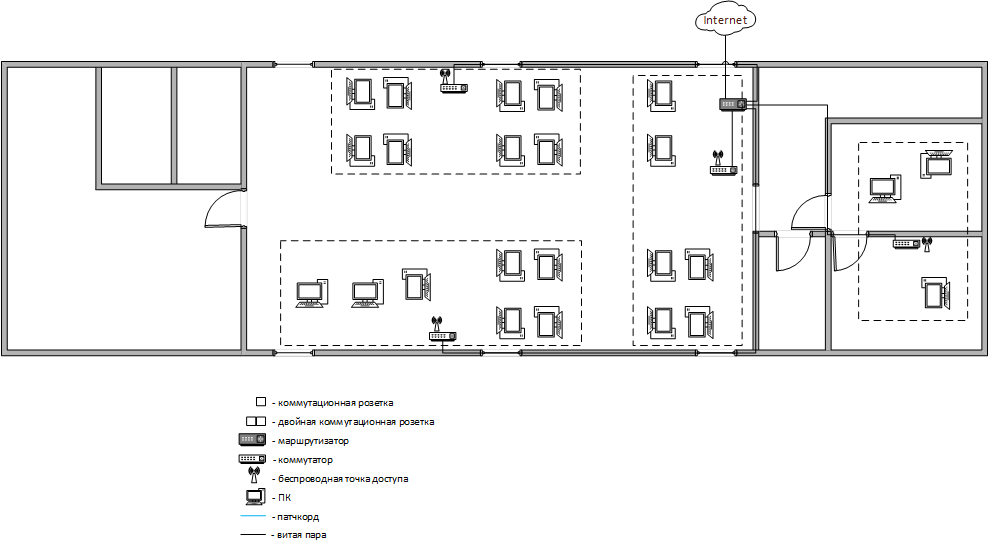 Internet
- коммутационная розетка
- двойная коммутационная розетка
- маршрутизатор
- коммутатор
- беспроводная точка доступа
- ПК
- патчкорд
- витая пара